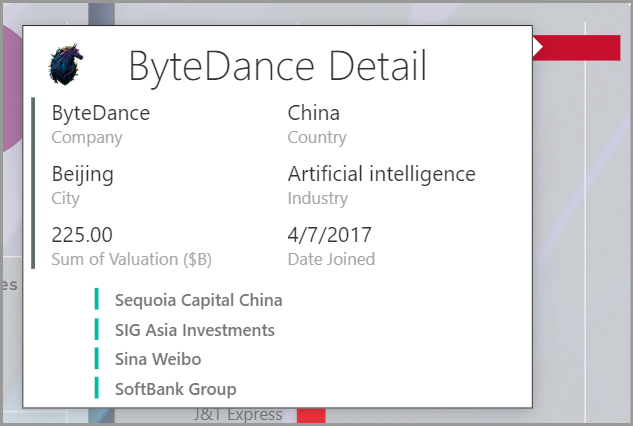 ByteDance Detail
ByteDance
Company
China
Country
Beijing
City
Artificial intelligence
Industry
225.00
Sum of Valuation ($B)
4/7/2017
Date Joined
Sequoia Capital China
SIG Asia Investments
Sina Weibo
SoftBank Group
es
J&T Express